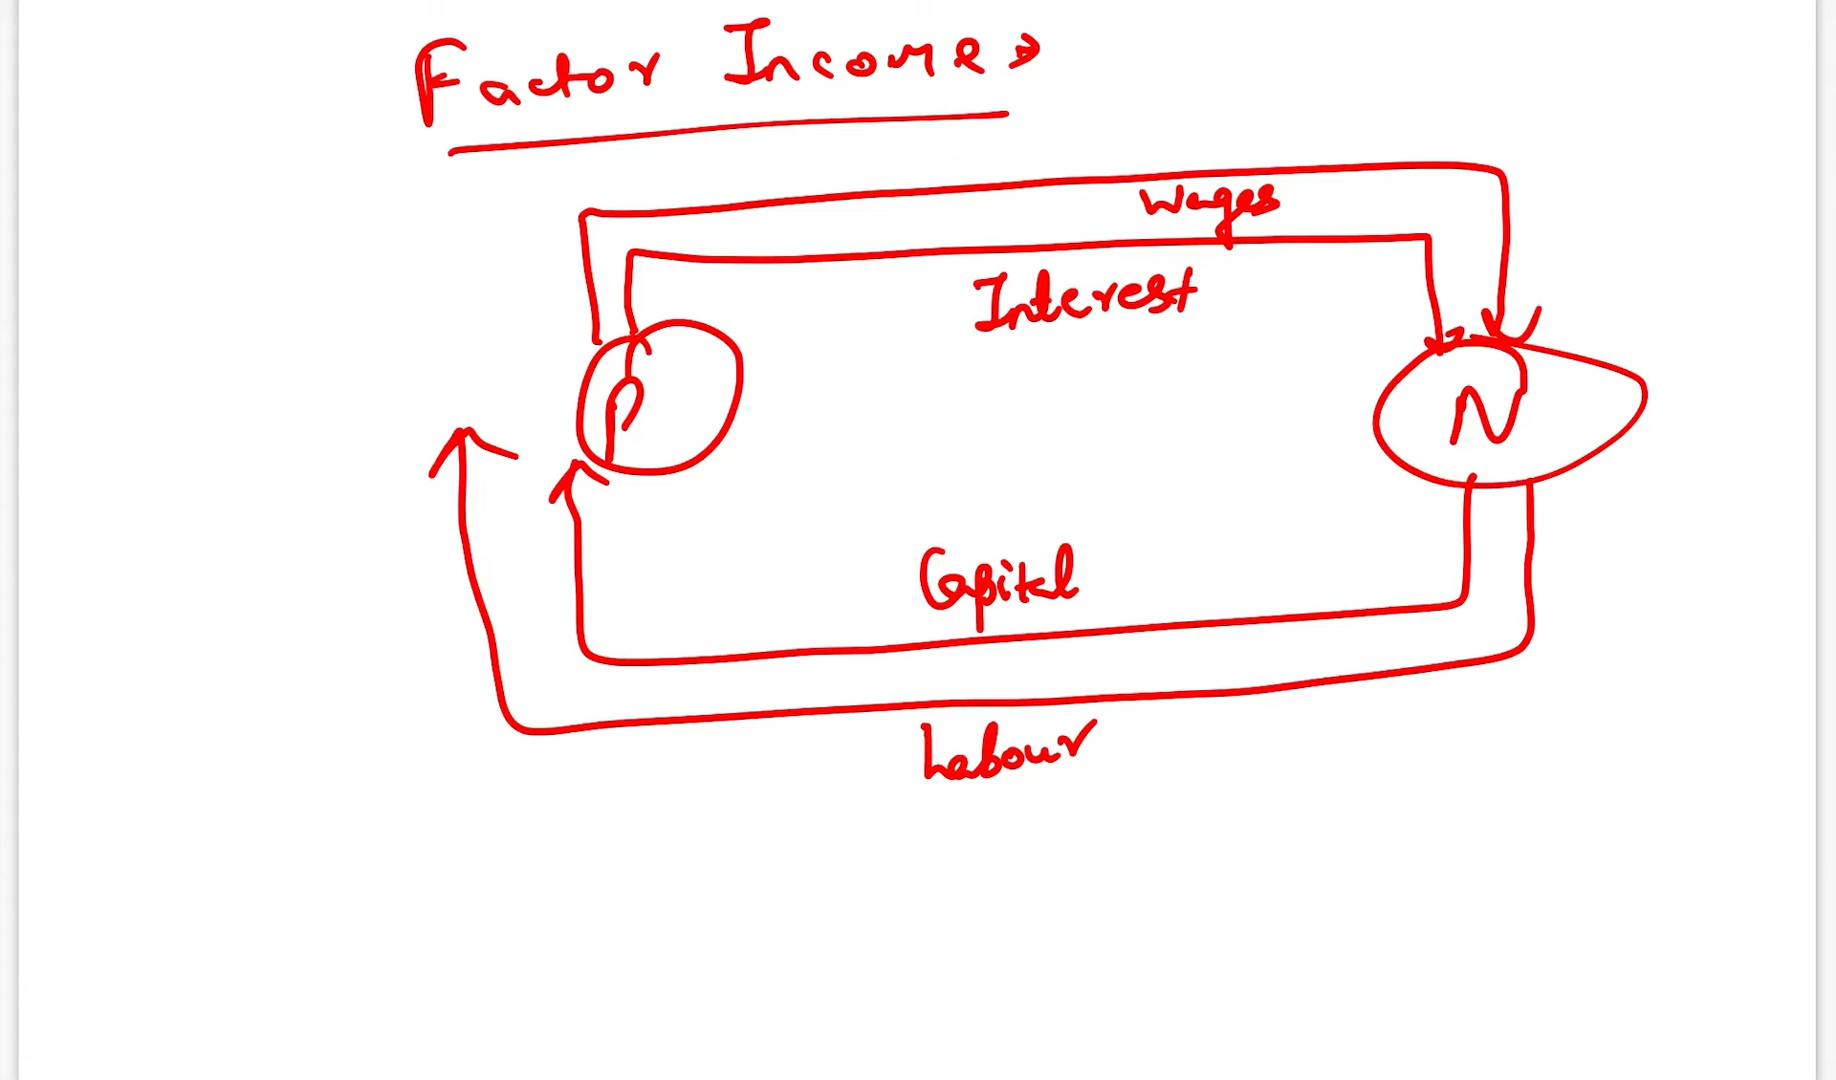 Factor Income →
Wages
Interest
P
N
Capital
Labour